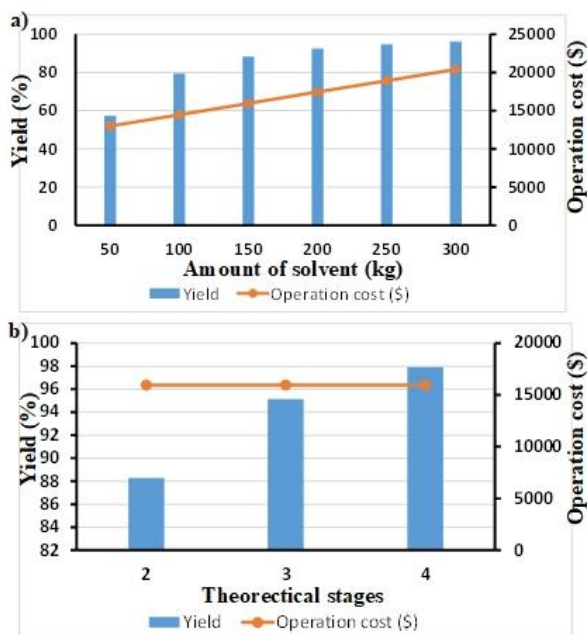 a)
100
80
60
40
20
0
Yield (%)
25000
20000
15000
10000
5000
0
Operation cost ($)
50 100 150 200 250 300
Amount of solvent (kg)
Yield Operation cost ($)
b)
100
98
96
94
92
90
88
86
84
82
Yield (%)
20000
15000
10000
5000
0
Operation cost ($)
2 3 4
Theorectical stages
Yield Operation cost ($)